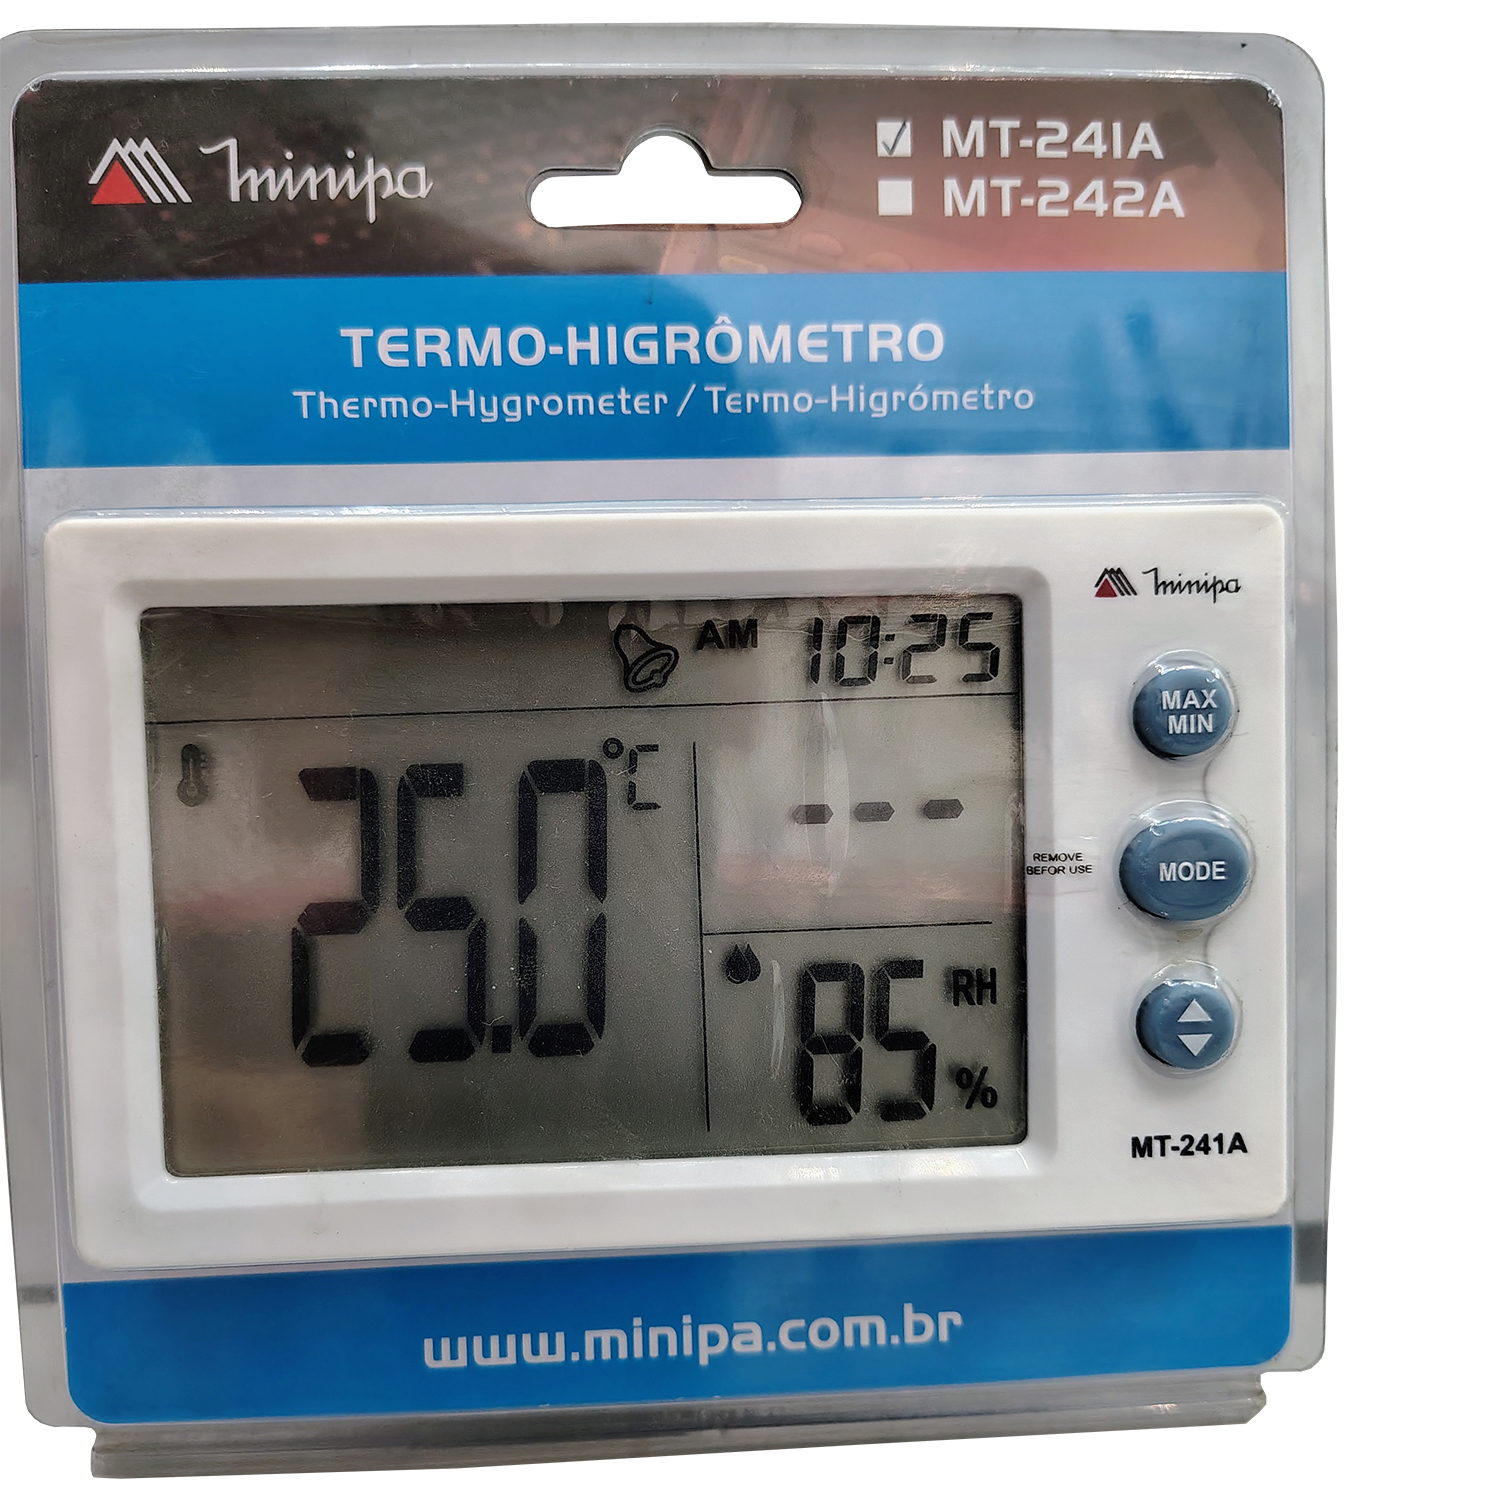 minipa
✓ MT-241A
MT-242A
TERMO-HIGRÔMETRO
Thermo-Hygrometer / Termo-Higrómetro
minipa
AM 10:25
MAX
MIN
25.0 °C
---
REMOVE
BEFOR USE
MODE
85 RH
%
MT-241A
www.minipa.com.br